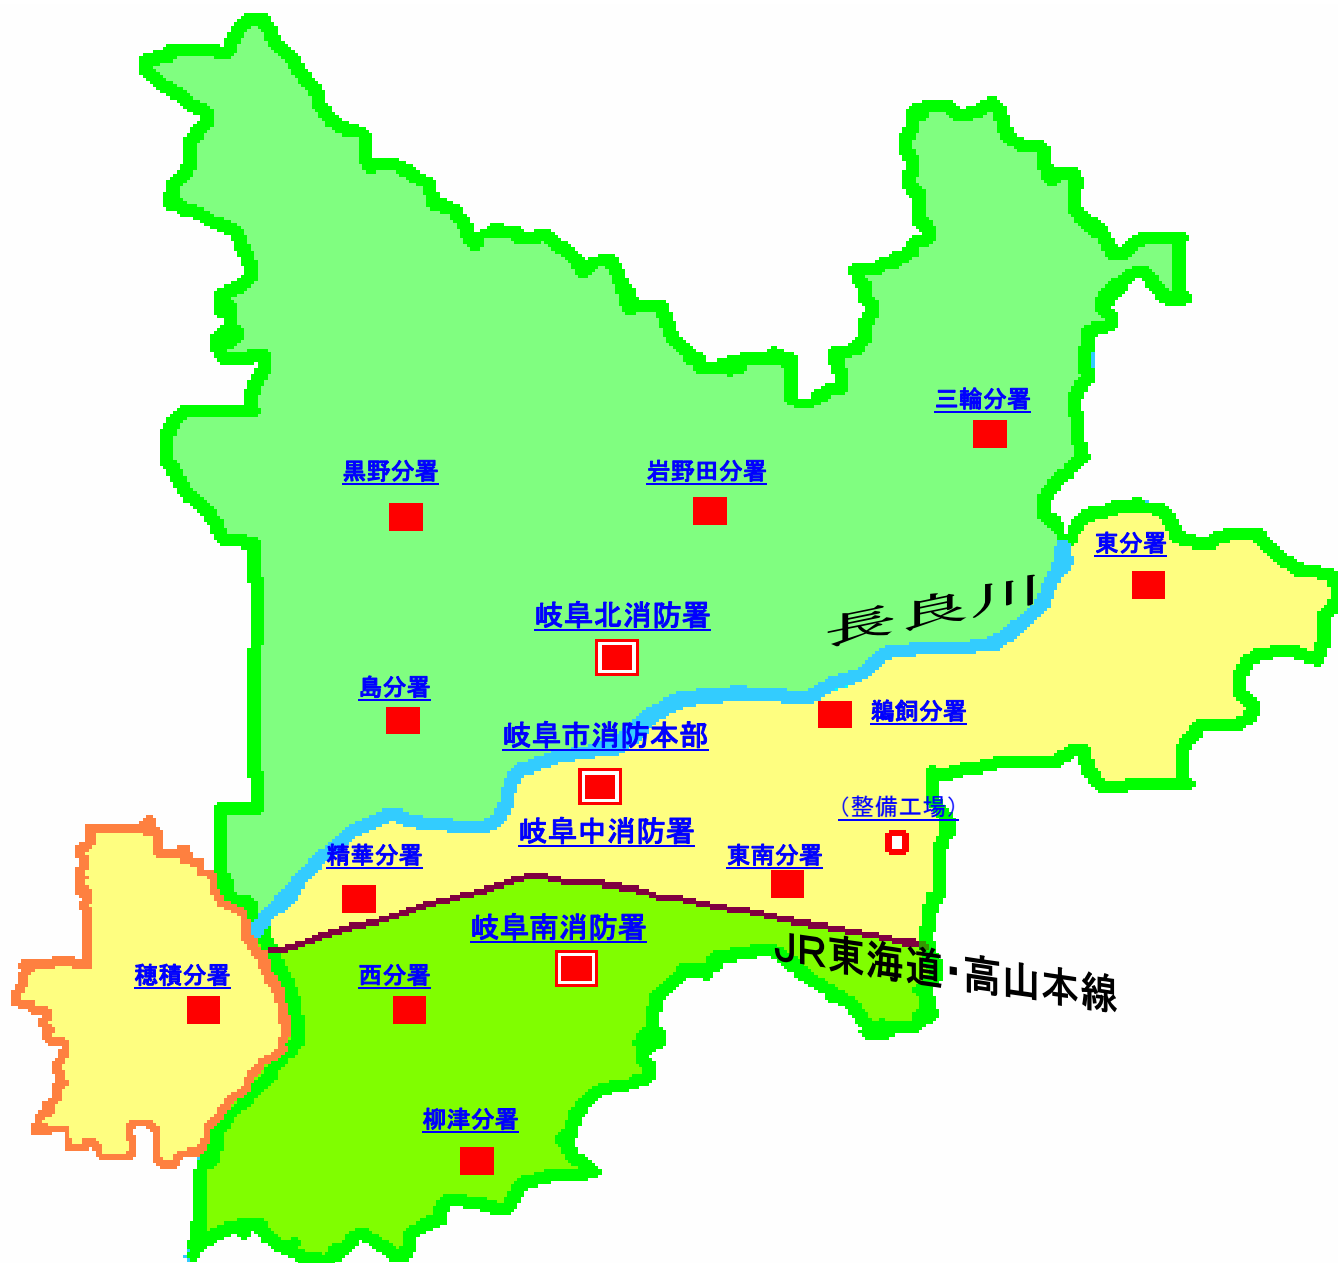 三輪分署
黒野分署
岩野田分署
東分署
長良川
岐阜北消防署
島分署
鵜飼分署
岐阜市消防本部
(整備工場)
岐阜中消防署
精華分署
東南分署
岐阜南消防署
JR東海道・高山本線
穂積分署
西分署
柳津分署